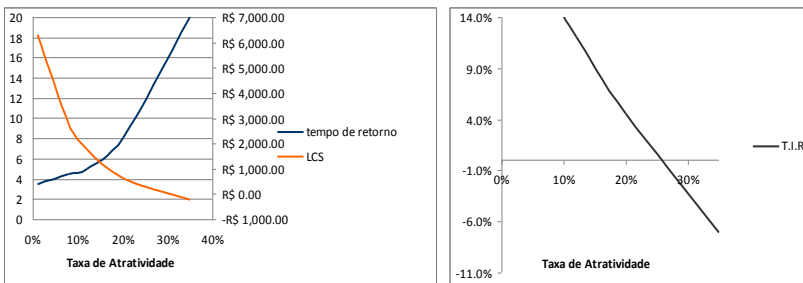 20
18
16
14
12
10
8
6
4
2
0
R$ 7,000.00
R$ 6,000.00
R$ 5,000.00
R$ 4,000.00
R$ 3,000.00
R$ 2,000.00
R$ 1,000.00
R$ 0.00
-R$ 1,000.00
0% 10% 20% 30% 40%
Taxa de Atratividade
tempo de retorno
LCS
14.0%
9.0%
4.0%
-1.0%
-6.0%
-11.0%
0% 10% 20% 30%
Taxa de Atratividade
T.I.R